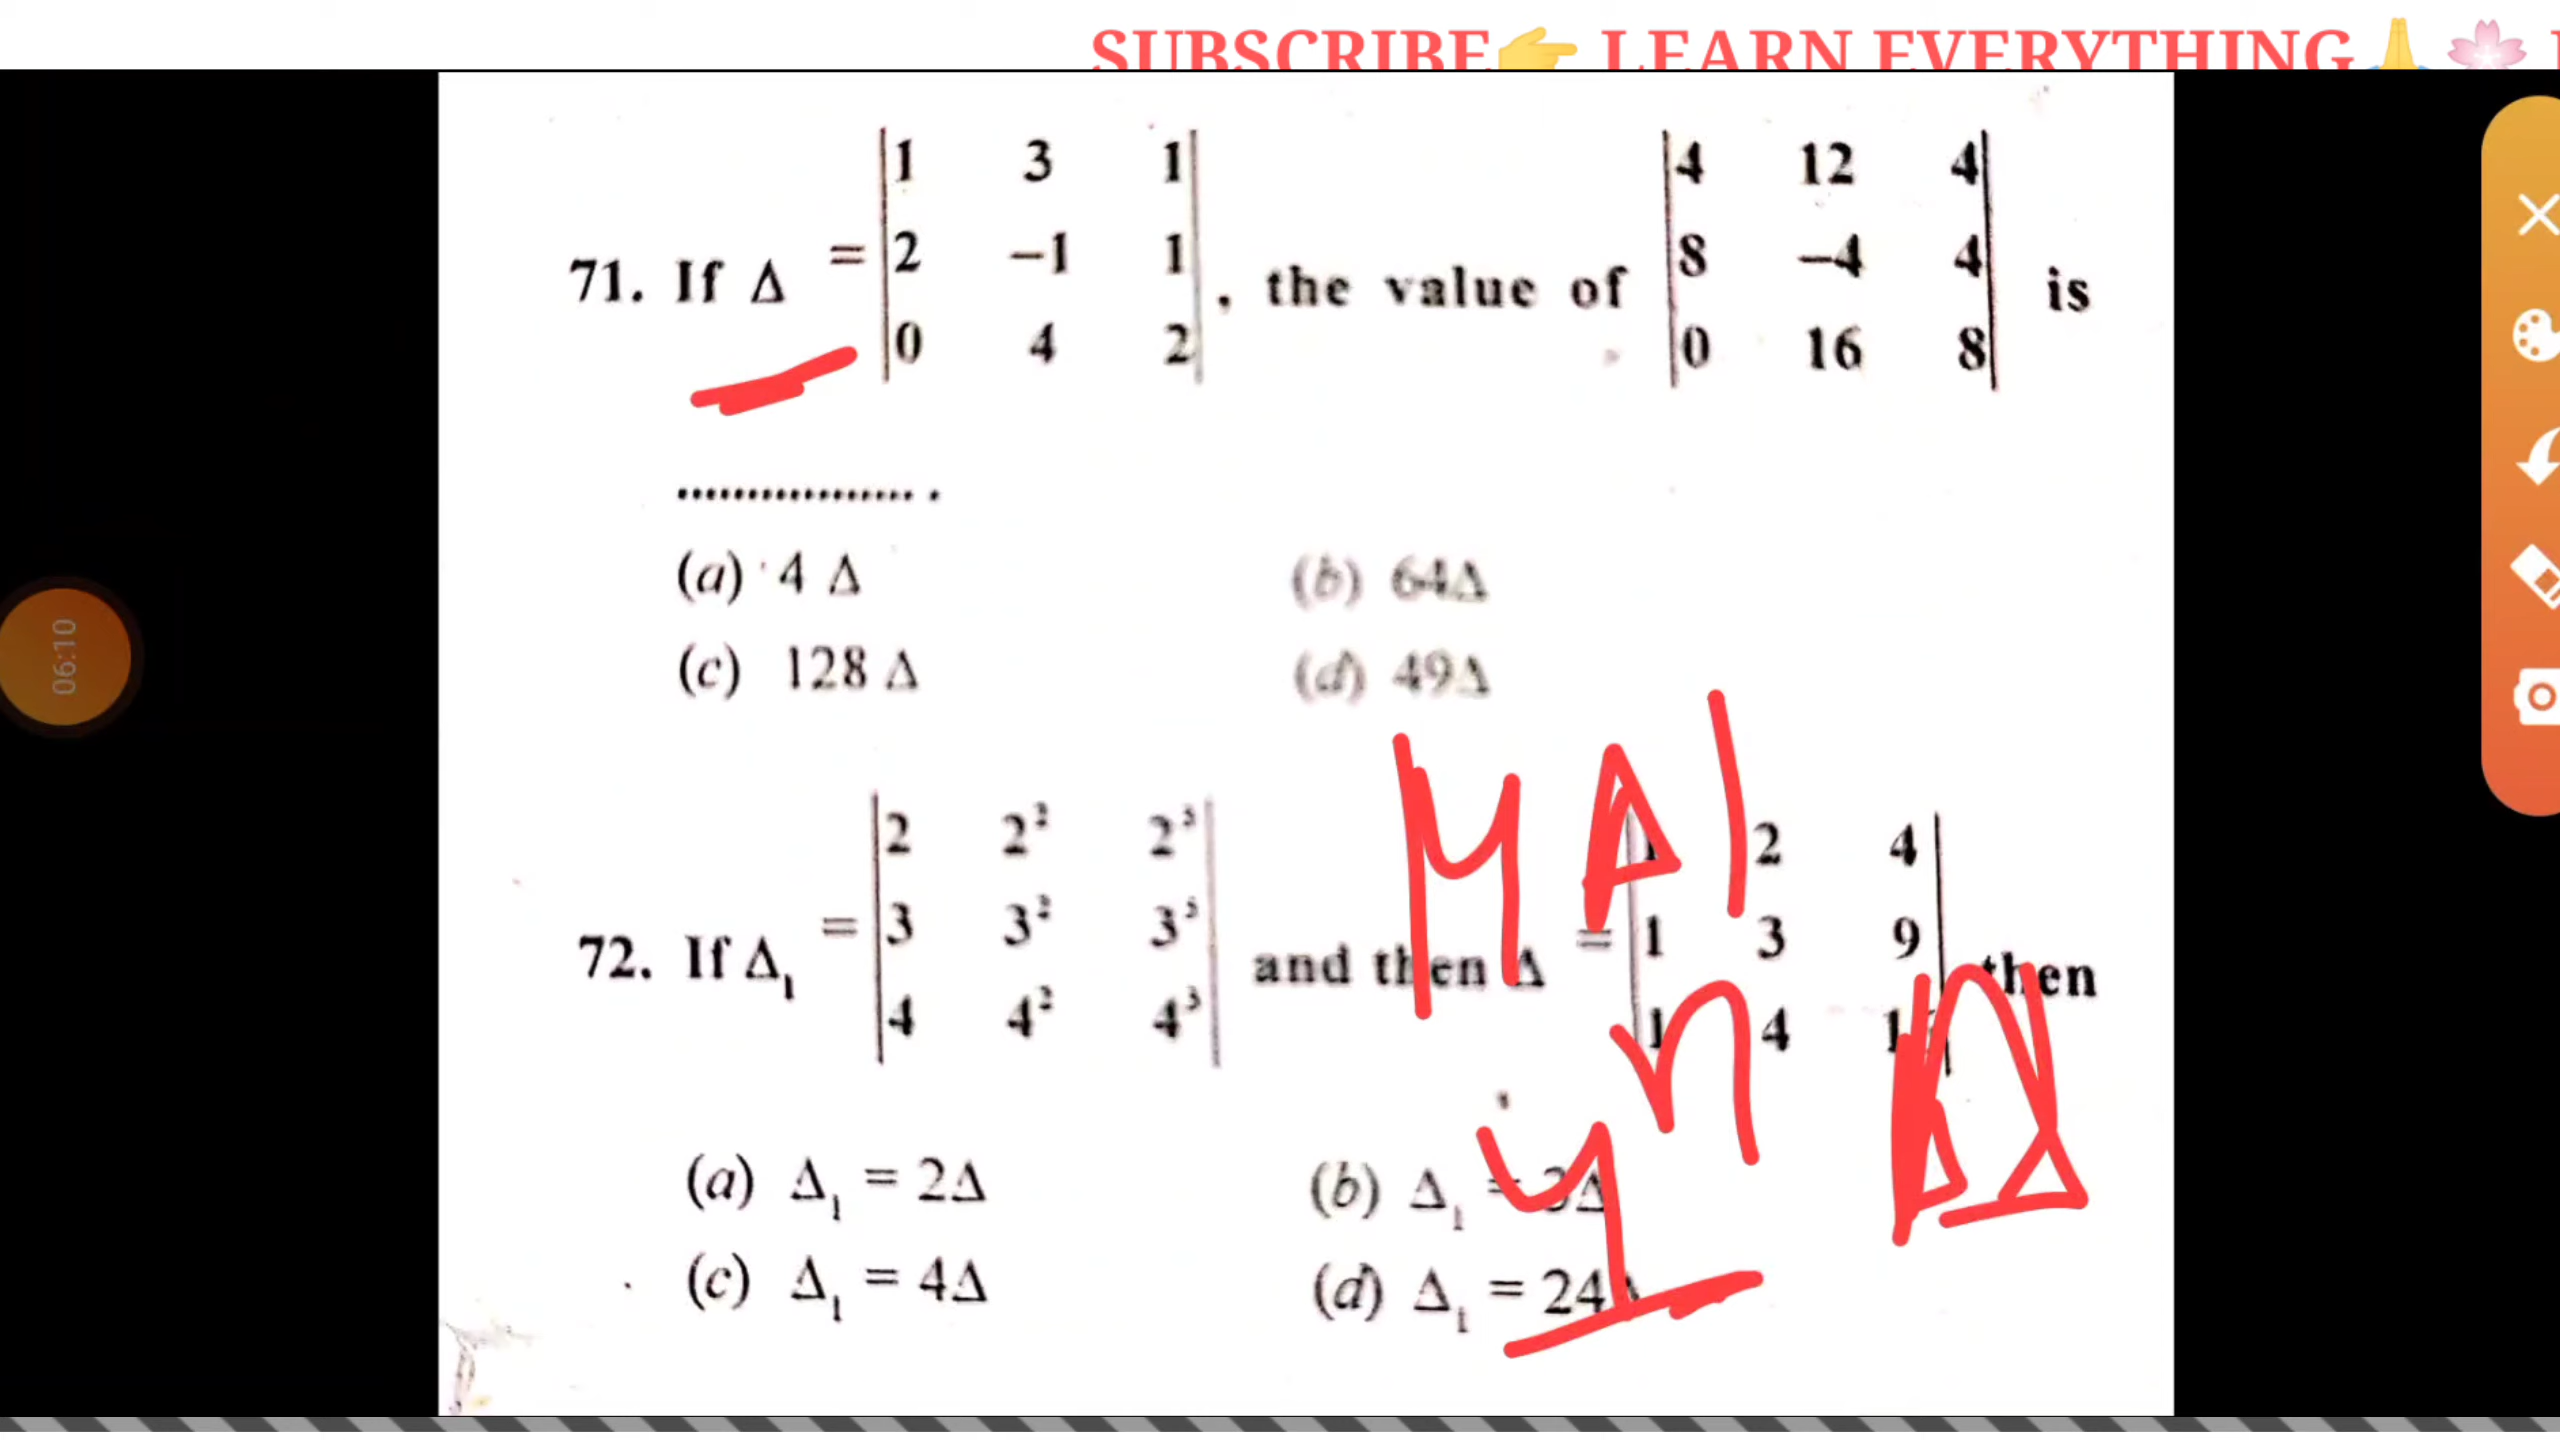 SUBSCRIBE👉 LEARN EVERYTHING🙏🌸
71. If Δ = |1 3 1|, the value of |4 12 4| is
|2 −1 1| |8 −4 4|
|0 4 2| |0 16 8|
..................
(a) 4 Δ (b) 64Δ
(c) 128 Δ (d) 49Δ
72. If Δ₁ = |2 2² 2³| and then Δ = |1 2 4| then
|3 3² 3³| |1 3 9|
|4 4² 4³| |1 4
(a) Δ₁ = 2Δ (b) Δ₁ = 3Δ
(c) Δ₁ = 4Δ (d) Δ₁ = 24Δ
06:10